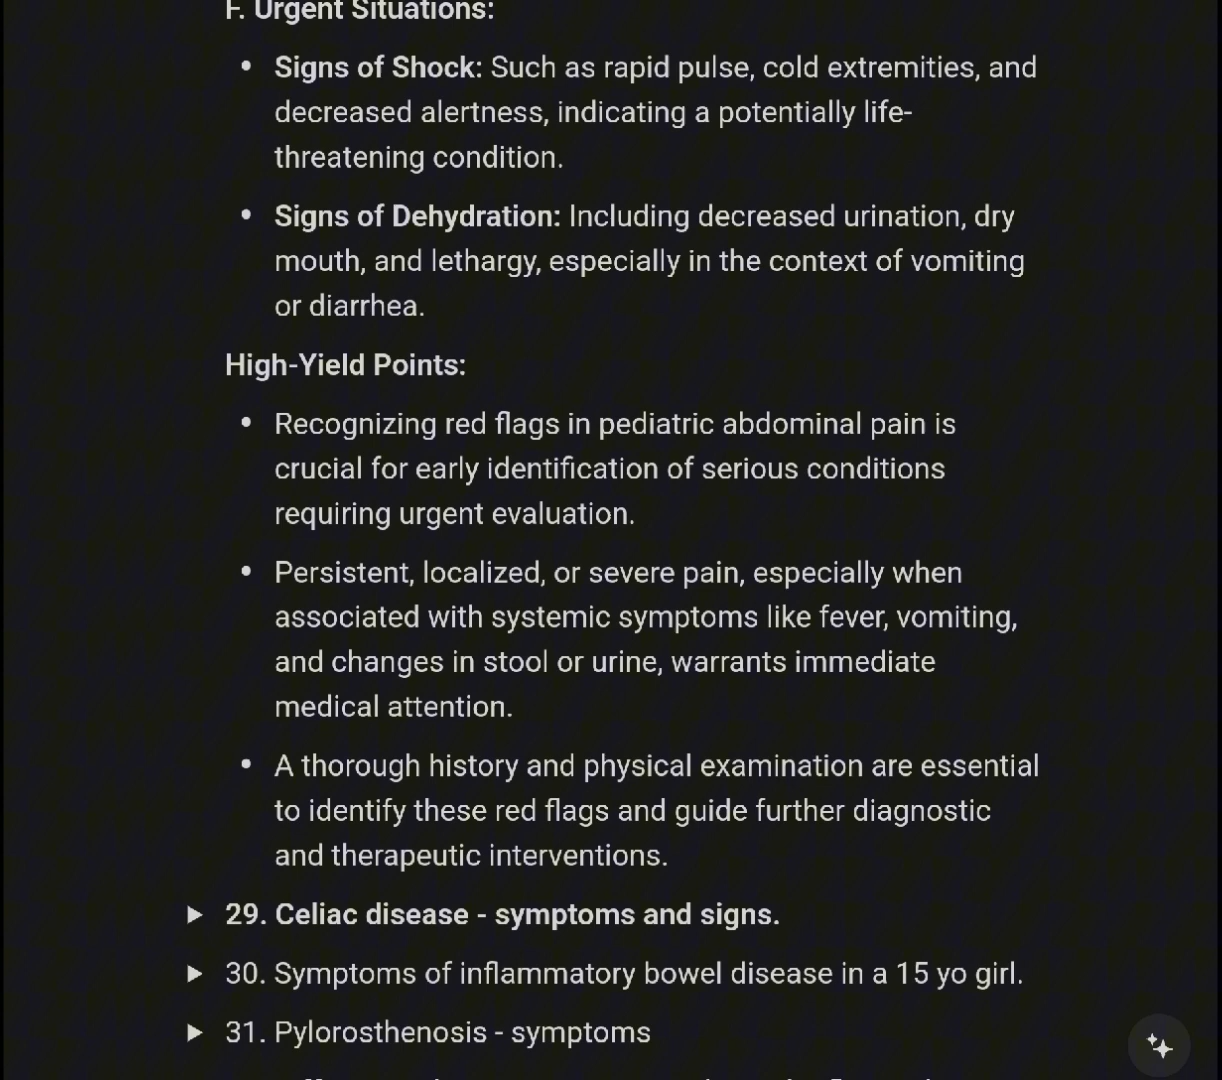 F. Urgent Situations:
• Signs of Shock: Such as rapid pulse, cold extremities, and
decreased alertness, indicating a potentially life-
threatening condition.
• Signs of Dehydration: Including decreased urination, dry
mouth, and lethargy, especially in the context of vomiting
or diarrhea.
High-Yield Points:
• Recognizing red flags in pediatric abdominal pain is
crucial for early identification of serious conditions
requiring urgent evaluation.
• Persistent, localized, or severe pain, especially when
associated with systemic symptoms like fever, vomiting,
and changes in stool or urine, warrants immediate
medical attention.
• A thorough history and physical examination are essential
to identify these red flags and guide further diagnostic
and therapeutic interventions.
29. Celiac disease - symptoms and signs.
30. Symptoms of inflammatory bowel disease in a 15 yo girl.
31. Pylorosthenosis - symptoms